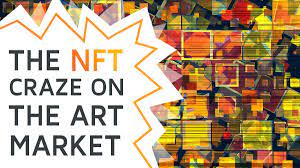 THE NFT
CRAZE ON
THE ART
MARKET